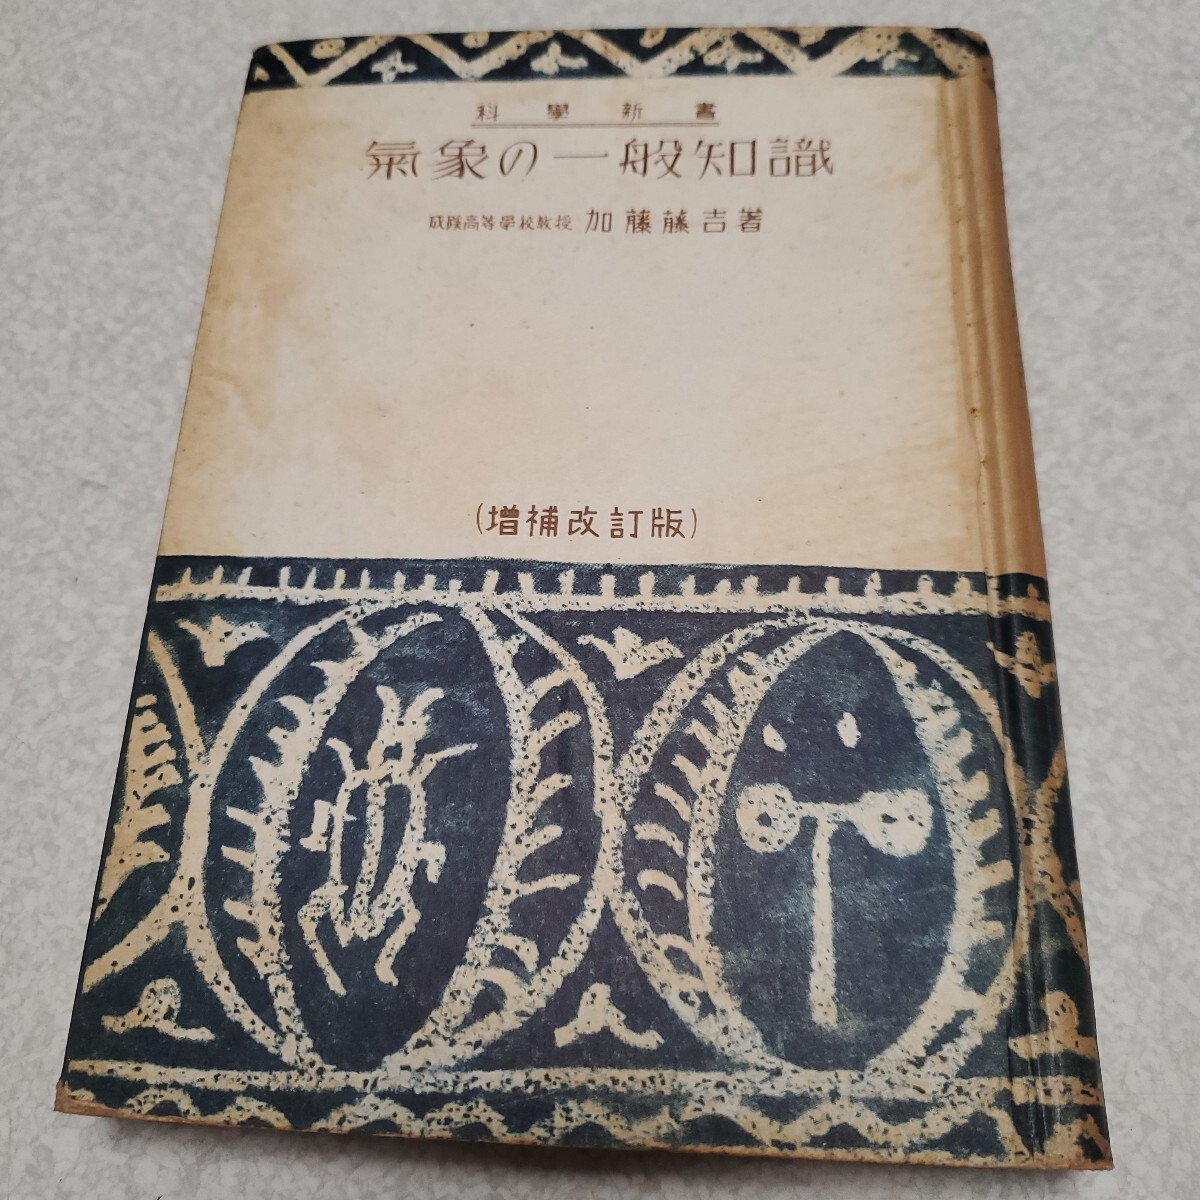 科學新書
氣象の一般知識
成蹊高等學校教授 加藤藤吉著
(增補改訂版)